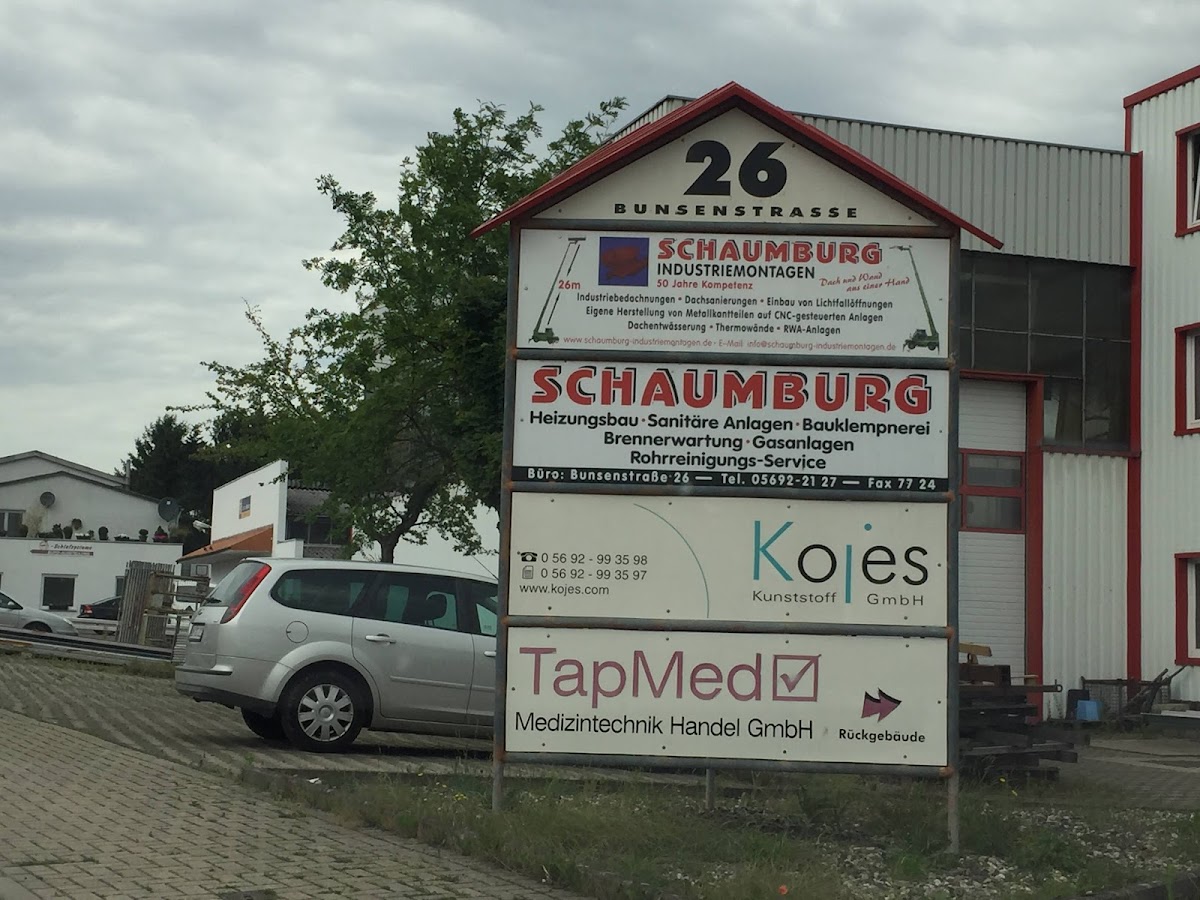 26
BUNSENSTRASSE
SCHAUMBURG
INDUSTRIEMONTAGEN
50 Jahre Kompetenz
Dach und Wand
aus einer Hand
26m
Industriebedachnungen • Dachsanierungen • Einbau von Lichtfallöffnungen
Eigene Herstellung von Metallkantteilen auf CNC-gesteuerten Anlagen
Dachentwässerung • Thermowände • RWA-Anlagen
www.schaumburg-industriemontagen.de · E-Mail info@schaumburg-industriemontagen.de
SCHAUMBURG
Heizungsbau · Sanitäre Anlagen · Bauklempnerei
Brennerwartung · Gasanlagen
Rohrreinigungs-Service
Büro: Bunsenstraße 26 — Tel. 05692-21 27 — Fax 77 24
☎ 0 56 92 - 99 35 98
0 56 92 - 99 35 97
www.kojes.com
Kojes
Kunststoff GmbH
TapMed
Medizintechnik Handel GmbH
Rückgebäude